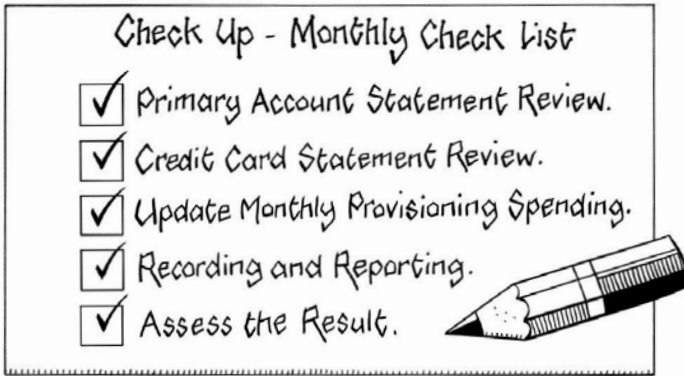 Check Up - Monthly Check List
Primary Account Statement Review.
Credit Card Statement Review.
Update Monthly Provisioning Spending.
Recording and Reporting.
Assess the Result.